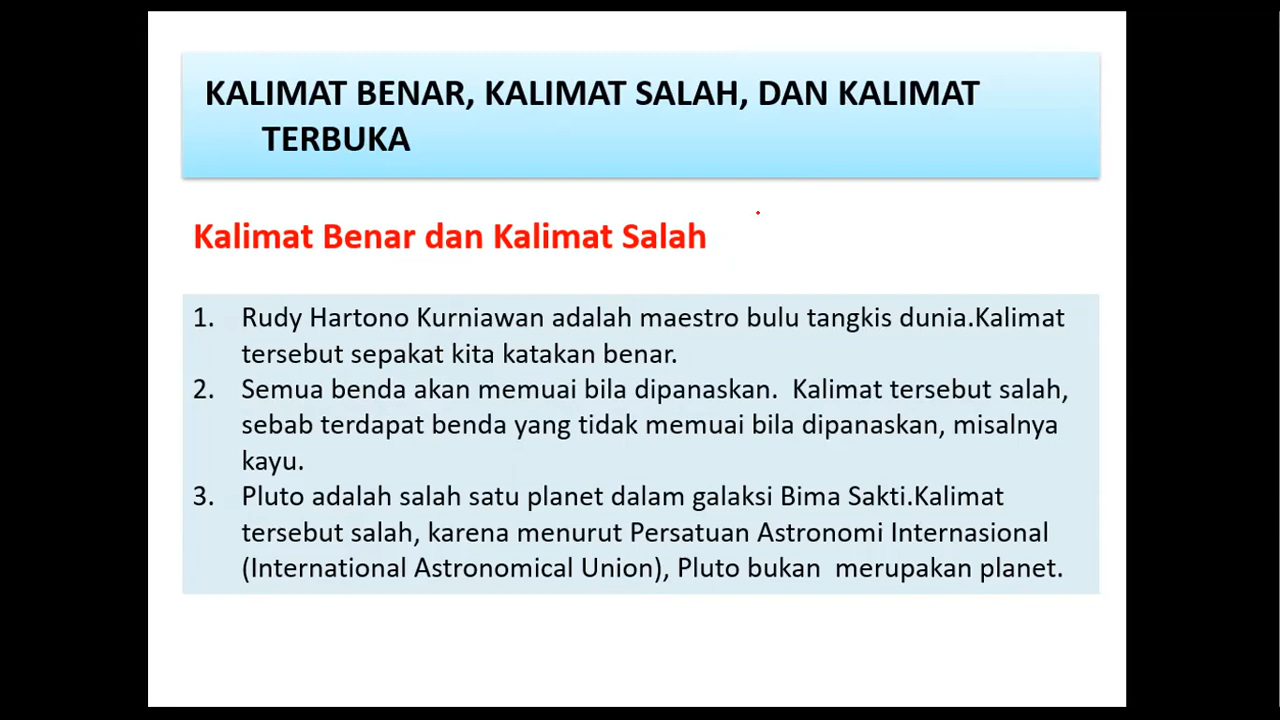 KALIMAT BENAR, KALIMAT SALAH, DAN KALIMAT
TERBUKA
Kalimat Benar dan Kalimat Salah
1. Rudy Hartono Kurniawan adalah maestro bulu tangkis dunia.Kalimat
tersebut sepakat kita katakan benar.
2. Semua benda akan memuai bila dipanaskan. Kalimat tersebut salah,
sebab terdapat benda yang tidak memuai bila dipanaskan, misalnya
kayu.
3. Pluto adalah salah satu planet dalam galaksi Bima Sakti.Kalimat
tersebut salah, karena menurut Persatuan Astronomi Internasional
(International Astronomical Union), Pluto bukan merupakan planet.